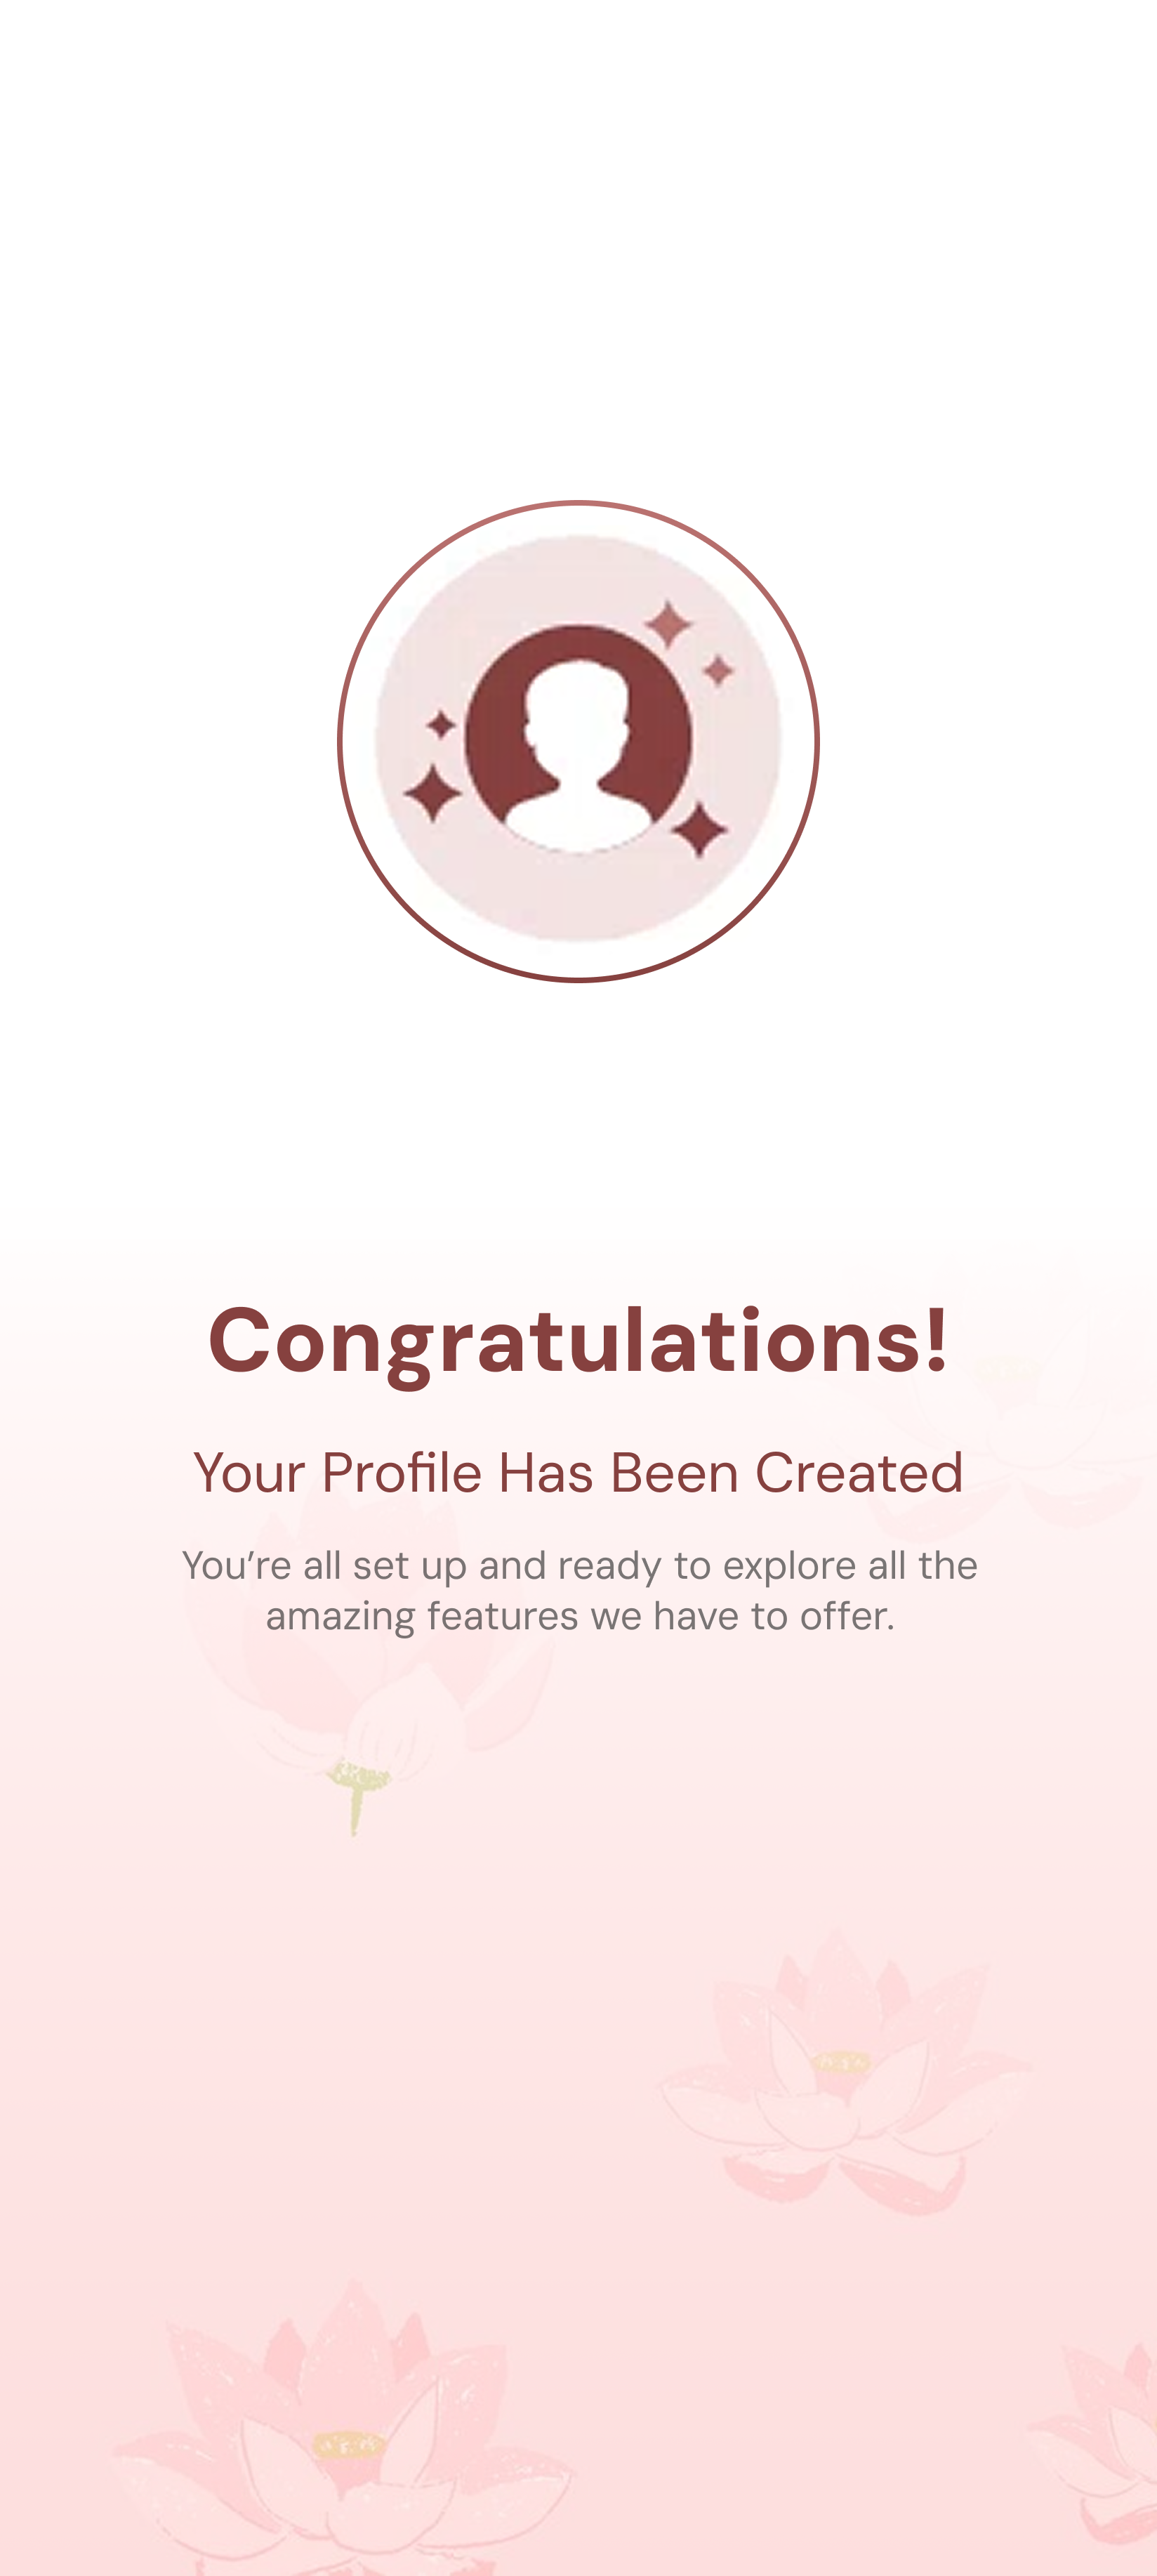 Congratulations!
Your Profile Has Been Created
You’re all set up and ready to explore all the
amazing features we have to offer.